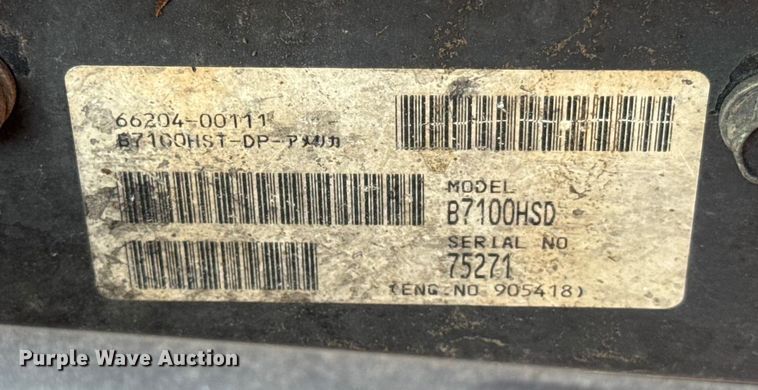 66204-00111
B7100HST-DP-アメリカ
MODEL
B7100HSD
SERIAL NO
75271
(ENG.NO 905418)
Purple Wave Auction